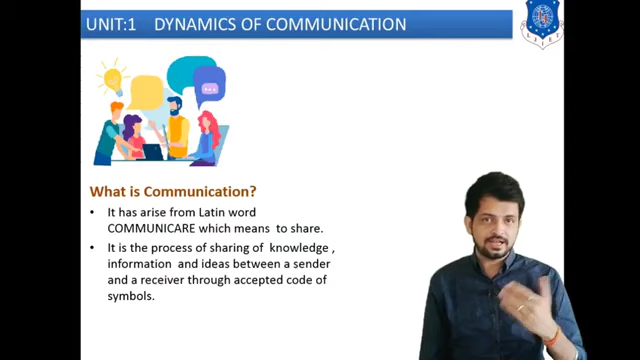 UNIT:1 DYNAMICS OF COMMUNICATION
What is Communication?
• It has arise from Latin word
COMMUNICARE which means to share.
• It is the process of sharing of knowledge ,
information and ideas between a sender
and a receiver through accepted code of
symbols.